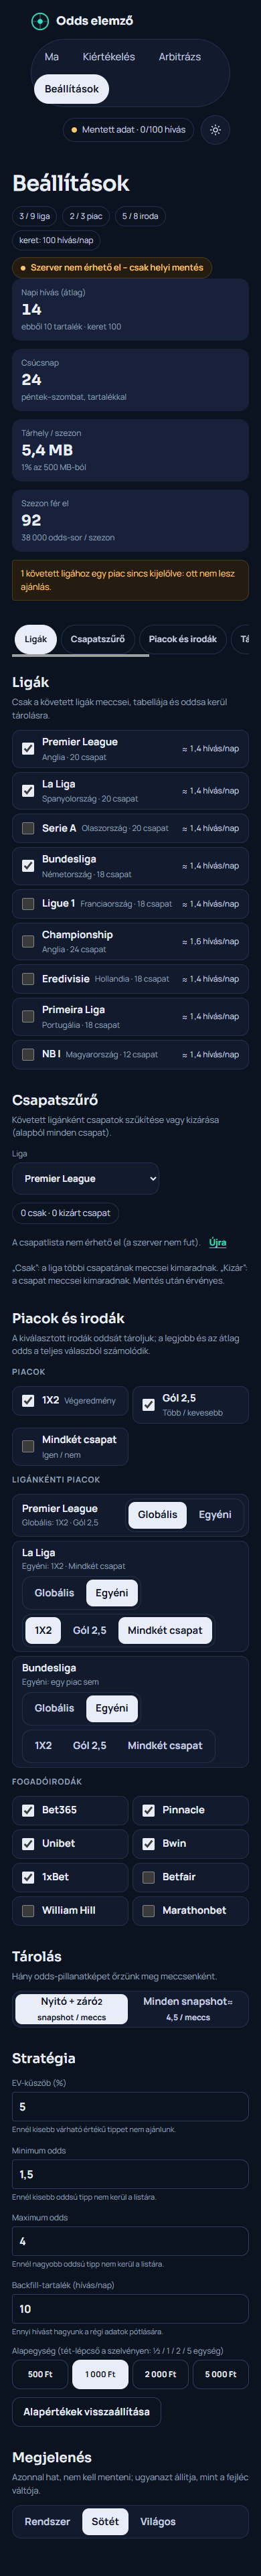 Odds elemző
Ma Kiértékelés Arbitrázs
Beállítások
Mentett adat · 0/100 hívás
Beállítások
3 / 9 liga 2 / 3 piac 5 / 8 iroda
keret: 100 hívás/nap
Szerver nem érhető el – csak helyi mentés
Napi hívás (átlag)
14
ebből 10 tartalék · keret 100
Csúcsnap
24
péntek–szombat, tartalékkal
Tárhely / szezon
5,4 MB
1% az 500 MB-ból
Szezon fér el
92
38 000 odds-sor / szezon
1 követett ligához egy piac sincs kijelölve: ott nem lesz
ajánlás.
Ligák Csapatszűrő Piacok és irodák
Ligák
Csak a követett ligák meccsei, tabellája és oddsa kerül
tárolásra.
Premier League
Anglia · 20 csapat
≈ 1,4 hívás/nap
La Liga
Spanyolország · 20 csapat
≈ 1,4 hívás/nap
Serie A Olaszország · 20 csapat ≈ 1,4 hívás/nap
Bundesliga
Németország · 18 csapat
≈ 1,4 hívás/nap
Ligue 1 Franciaország · 18 csapat ≈ 1,4 hívás/nap
Championship
Anglia · 24 csapat
≈ 1,6 hívás/nap
Eredivisie Hollandia · 18 csapat ≈ 1,4 hívás/nap
Primeira Liga
Portugália · 18 csapat
≈ 1,4 hívás/nap
NB I Magyarország · 12 csapat ≈ 1,4 hívás/nap
Csapatszűrő
Követett ligánként csapatok szűkítése vagy kizárása
(alapból minden csapat).
Liga
Premier League
0 csak · 0 kizárt csapat
A csapatlista nem érhető el (a szerver nem fut). Újra
„Csak”: a liga többi csapatának meccsei kimaradnak. „Kizár”:
a csapat meccsei kimaradnak. Mentés után érvényes.
Piacok és irodák
A kiválasztott irodák oddsát tároljuk; a legjobb és az átlag
odds a teljes válaszból számolódik.
PIACOK
1X2 Végeredmény
Gól 2,5
Több / kevesebb
Mindkét csapat
Igen / nem
LIGÁNKÉNTI PIACOK
Premier League
Globális: 1X2 · Gól 2,5
Globális Egyéni
La Liga
Egyéni: 1X2 · Mindkét csapat
Globális Egyéni
1X2 Gól 2,5 Mindkét csapat
Bundesliga
Egyéni: egy piac sem
Globális Egyéni
1X2 Gól 2,5 Mindkét csapat
FOGADÓIRODÁK
Bet365 Pinnacle
Unibet Bwin
1xBet Betfair
William Hill Marathonbet
Tárolás
Hány odds-pillanatképet őrzünk meg meccsenként.
Nyitó + záró2
snapshot / meccs
Minden snapshot≈
4,5 / meccs
Stratégia
EV-küszöb (%)
5
Ennél kisebb várható értékű tippet nem ajánlunk.
Minimum odds
1,5
Ennél kisebb oddsú tipp nem kerül a listára.
Maximum odds
4
Ennél nagyobb oddsú tipp nem kerül a listára.
Backfill-tartalék (hívás/nap)
10
Ennyi hívást hagyunk a régi adatok pótlására.
Alapegység (tét-lépcső a szelvényen: ½ / 1 / 2 / 5 egység)
500 Ft 1 000 Ft 2 000 Ft 5 000 Ft
Alapértékek visszaállítása
Megjelenés
Azonnal hat, nem kell menteni; ugyanazt állítja, mint a fejléc
váltója.
Rendszer Sötét Világos